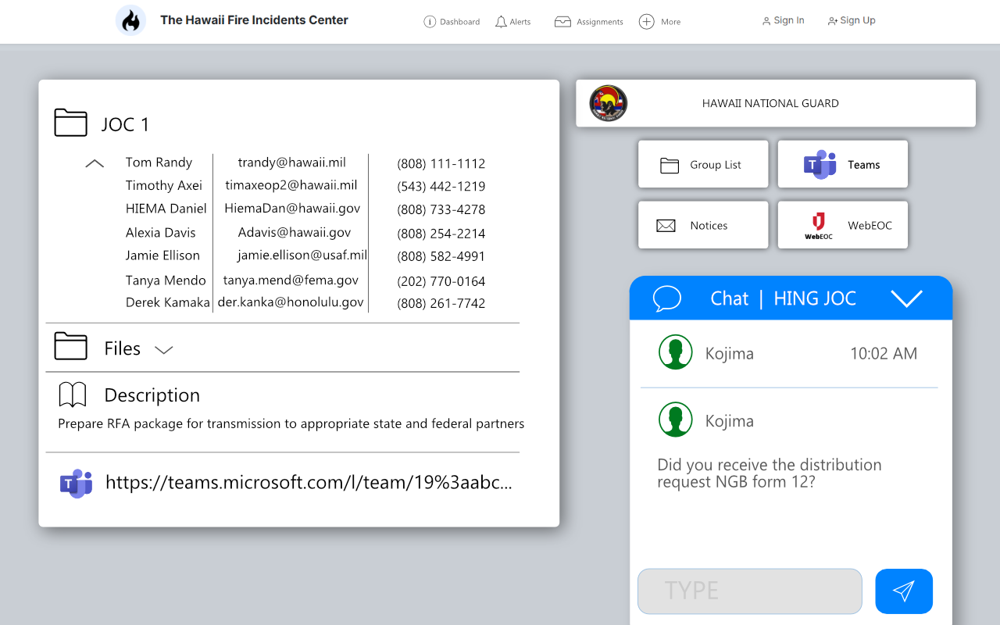 The Hawaii Fire Incidents Center
Dashboard
Alerts
Assignments
More
Sign In
Sign Up
JOC 1
Tom Randy trandy@hawaii.mil (808) 111-1112
Timothy Axei timaxeop2@hawaii.mil (543) 442-1219
HIEMA Daniel HiemaDan@hawaii.gov (808) 733-4278
Alexia Davis Adavis@hawaii.gov (808) 254-2214
Jamie Ellison jamie.ellison@usaf.mil (808) 582-4991
Tanya Mendo tanya.mend@fema.gov (202) 770-0164
Derek Kamaka der.kanka@honolulu.gov (808) 261-7742
Files
Description
Prepare RFA package for transmission to appropriate state and federal partners
T https://teams.microsoft.com/l/team/19%3aabc...
HAWAII NATIONAL GUARD
Group List
T Teams
Notices
WebEOC WebEOC
Chat | HING JOC
Kojima 10:02 AM
Kojima
Did you receive the distribution
request NGB form 12?
TYPE